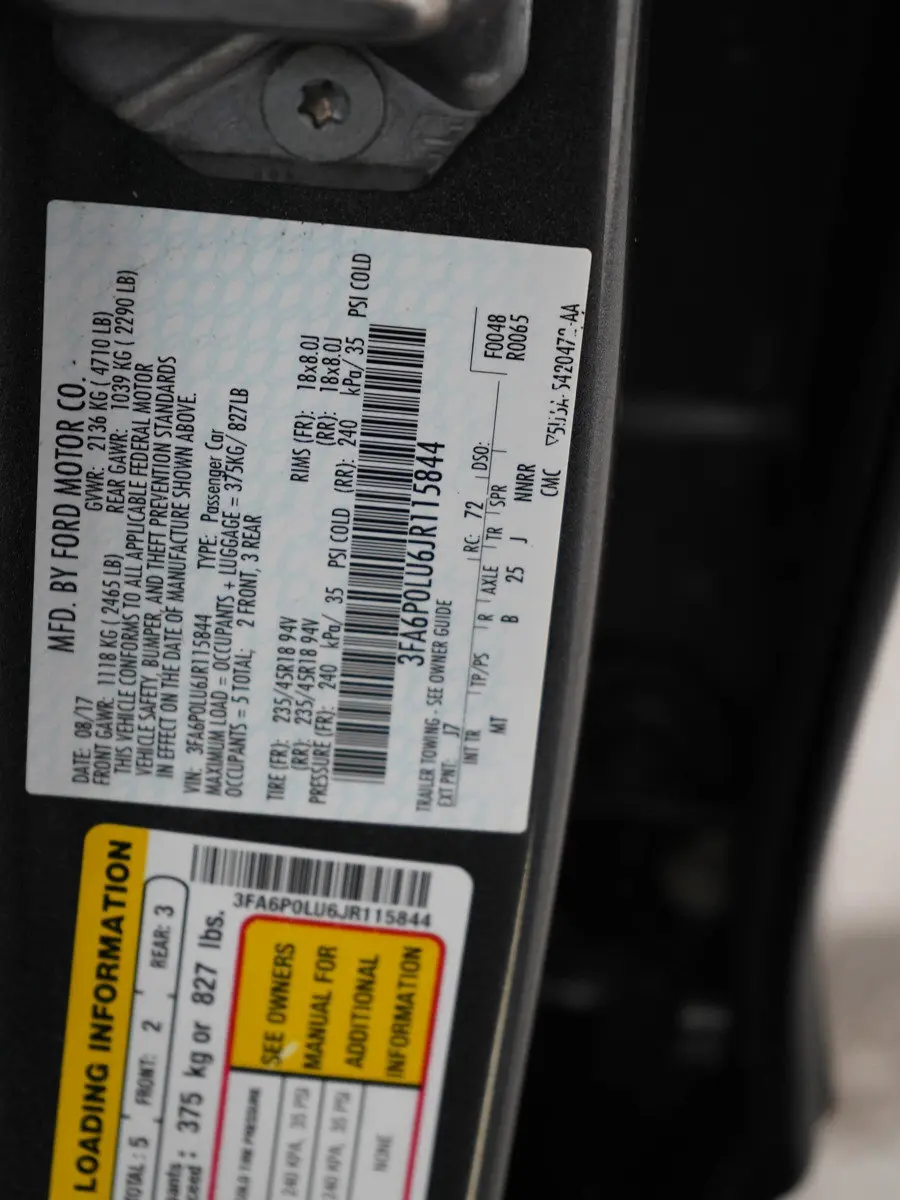 MFD. BY FORD MOTOR CO.
DATE: 08/17 GVWR: 2136 KG ( 4710 LB)
FRONT GAWR: 1118 KG ( 2465 LB) REAR GAWR: 1039 KG ( 2290 LB)
THIS VEHICLE CONFORMS TO ALL APPLICABLE FEDERAL MOTOR
VEHICLE SAFETY, BUMPER, AND THEFT PREVENTION STANDARDS
IN EFFECT ON THE DATE OF MANUFACTURE SHOWN ABOVE
VIN: 3FA6P0LU6JR115844 TYPE: Passenger Car
MAXIMUM LOAD = OCCUPANTS + LUGGAGE = 375KG/ 827LB
OCCUPANTS = 5 TOTAL; 2 FRONT, 3 REAR
TIRE (FR): 235/45R18 94V RIMS (FR): 18x8.0J
(RR): 235/45R18 94V (RR): 18x8.0J
PRESSURE (FR): 240 kPa/ 35 PSI COLD (RR): 240 kPa/ 35 PSI COLD
3FA6P0LU6JR115844
TRAILER TOWING - SEE OWNER GUIDE
F0048
EXT PNT: J7 RC: 72 DSO: R0065
INT TR TP/PS R AXLE TR SPR
MT B 25 J NNRR
CMC
LOADING INFORMATION
TOTAL: 5 FRONT: 2 REAR: 3
375 kg or 827 lbs.
3FA6P0LU6JR115844
SEE OWNERS
MANUAL FOR
ADDITIONAL
INFORMATION
COLD TIRE PRESSURE
240 KPA, 35 PSI
240 KPA, 35 PSI
NONE